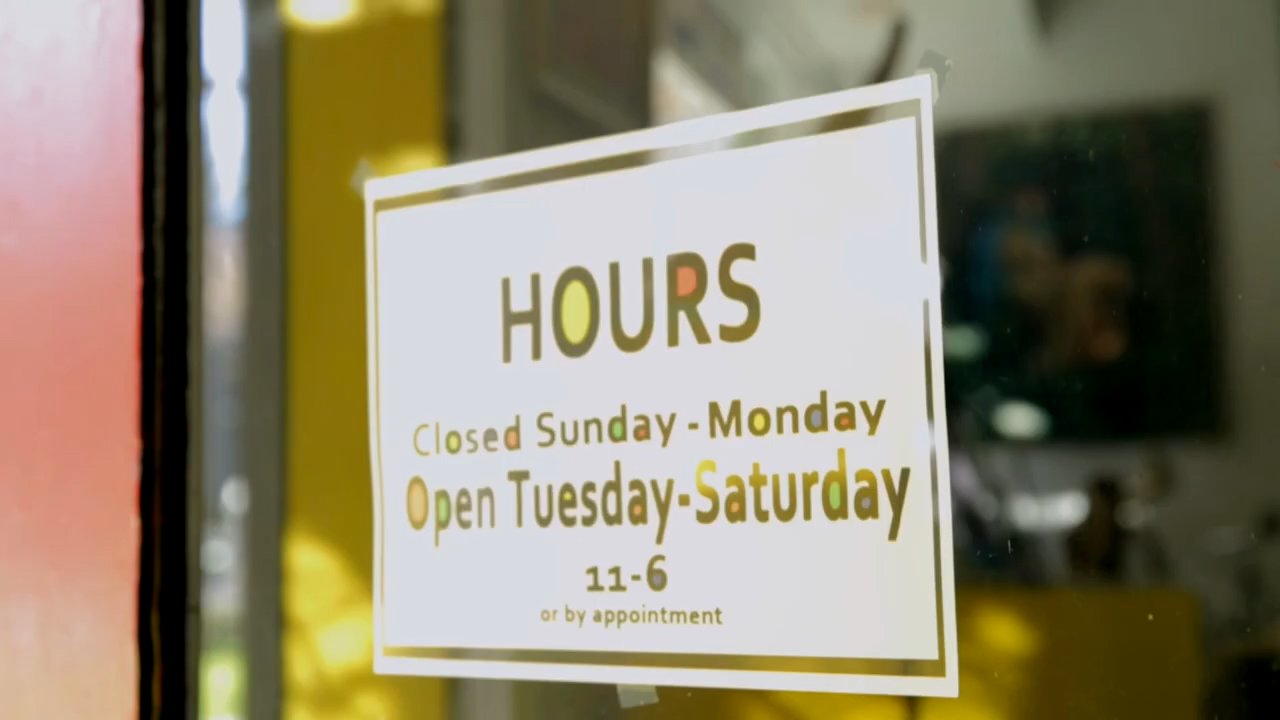 HOURS
Closed Sunday - Monday
Open Tuesday-Saturday
11-6
or by appointment